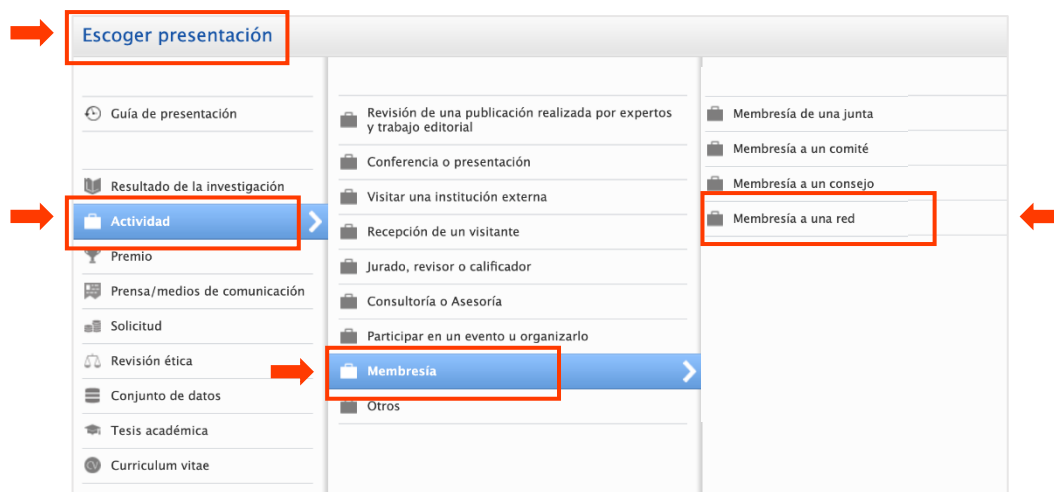 Escoger presentación
Guía de presentación
Resultado de la investigación
Actividad
Premio
Prensa/medios de comunicación
Solicitud
Revisión ética
Conjunto de datos
Tesis académica
Curriculum vitae
Revisión de una publicación realizada por expertos
y trabajo editorial
Conferencia o presentación
Visitar una institución externa
Recepción de un visitante
Jurado, revisor o calificador
Consultoría o Asesoría
Participar en un evento u organizarlo
Membresía
Otros
Membresía de una junta
Membresía a un comité
Membresía a un consejo
Membresía a una red